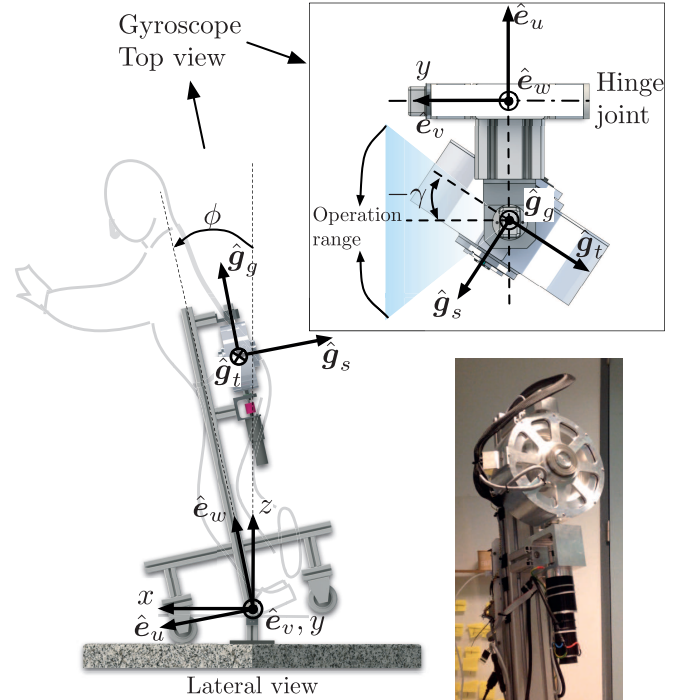 Gyroscope
Top view
ê_u
y
ê_w
Hinge
joint
ê_v
−γ
Operation
range
ĝ_g
ĝ_t
ĝ_s
ϕ
ĝ_g
ĝ_t
ĝ_s
ê_w
z
x
ê_u
ê_v, y
Lateral view